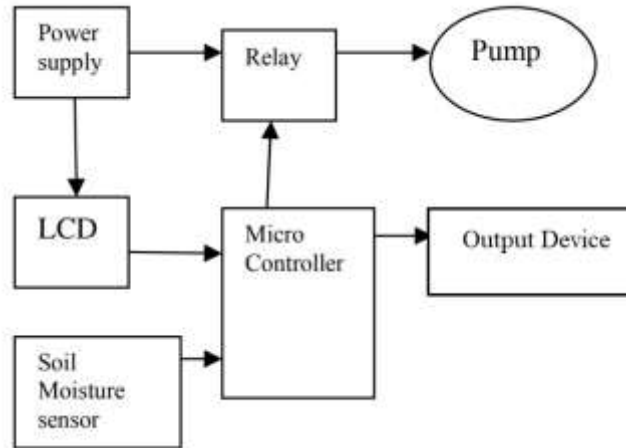 Power
supply
Relay
Pump
LCD
Micro
Controller
Output Device
Soil
Moisture
sensor